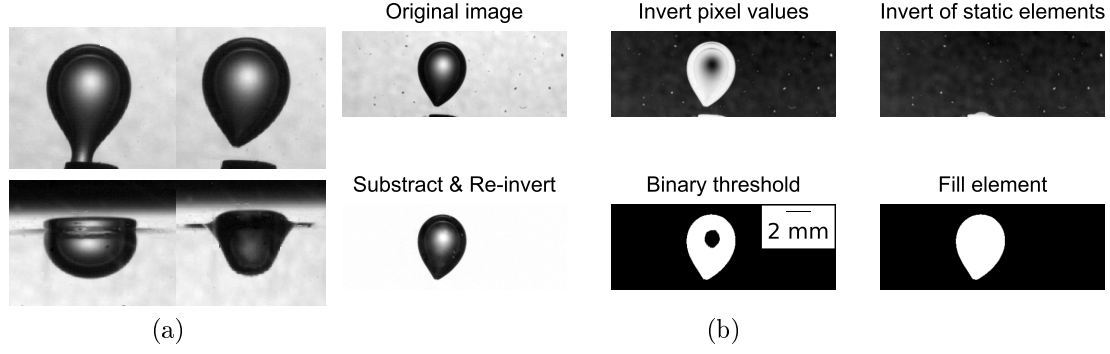 Original image
Invert pixel values
Invert of static elements
Substract & Re-invert
Binary threshold
Fill element
2 mm
(a)
(b)